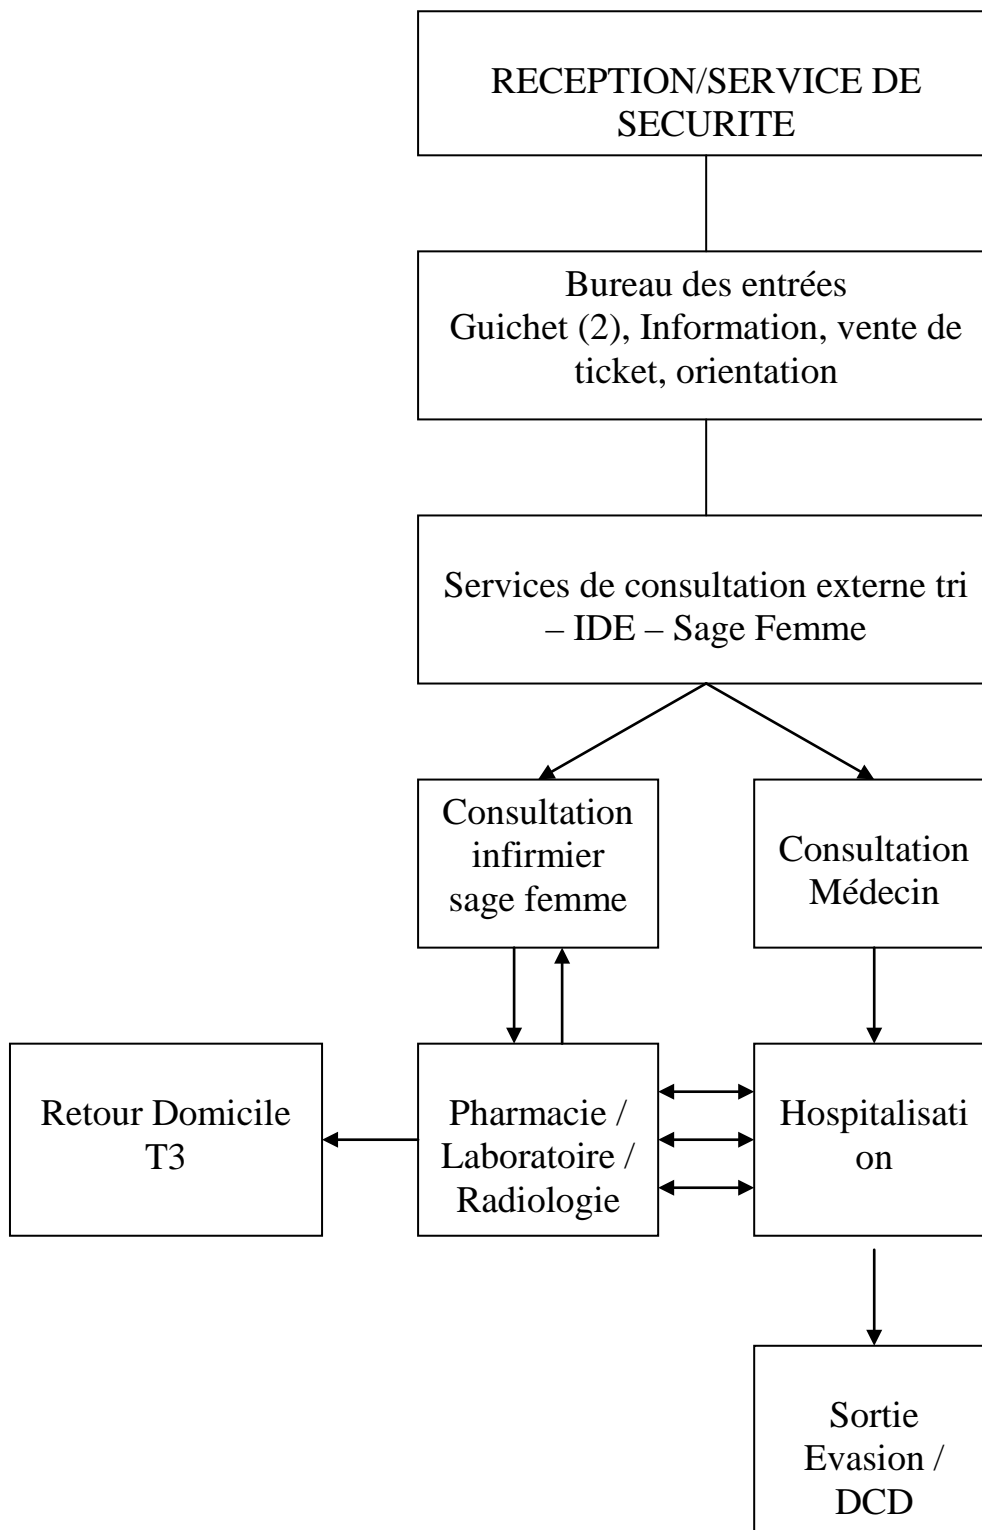 RECEPTION/SERVICE DE
SECURITE
Bureau des entrées
Guichet (2), Information, vente de
ticket, orientation
Services de consultation externe tri
– IDE – Sage Femme
Consultation
infirmier
sage femme
Consultation
Médecin
Retour Domicile
T3
Pharmacie /
Laboratoire /
Radiologie
Hospitalisati
on
Sortie
Evasion /
DCD